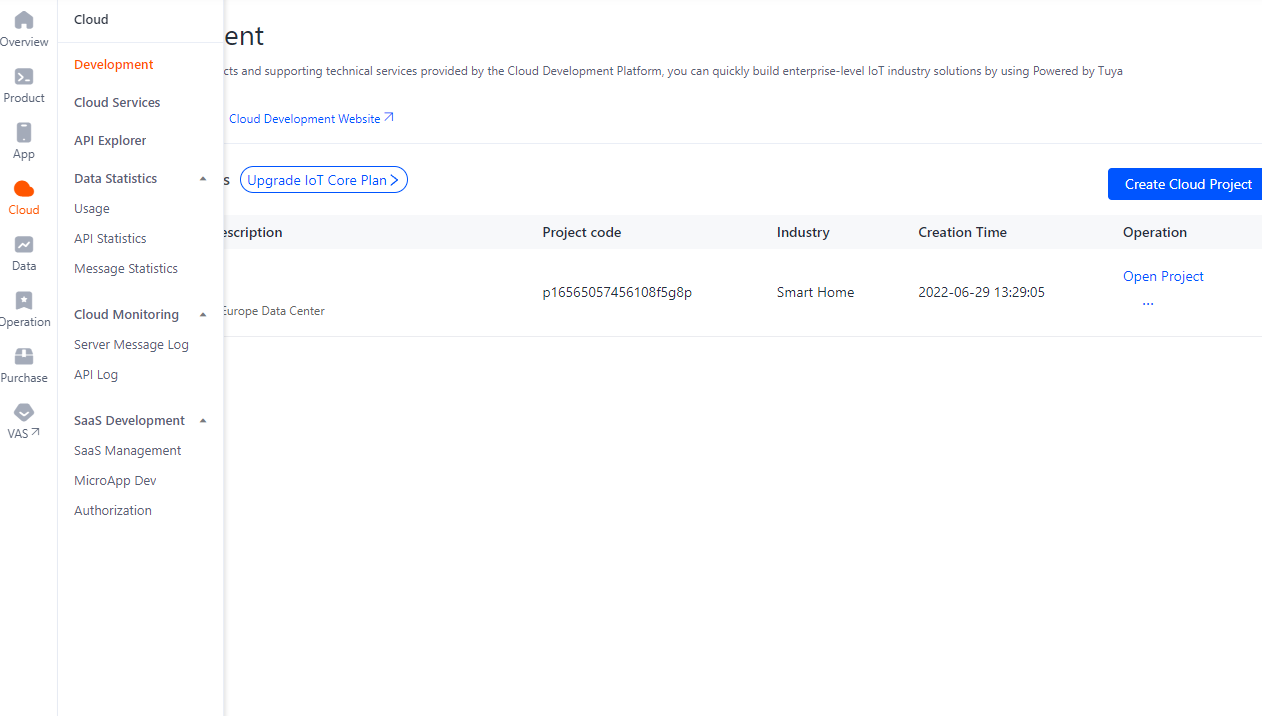 Overview
Product
App
Cloud
Data
Operation
Purchase
VAS
Cloud
Development
Cloud Services
API Explorer
Data Statistics
Usage
API Statistics
Message Statistics
Cloud Monitoring
Server Message Log
API Log
SaaS Development
SaaS Management
MicroApp Dev
Authorization
ent
cts and supporting technical services provided by the Cloud Development Platform, you can quickly build enterprise-level IoT industry solutions by using Powered by Tuya
Cloud Development Website
s Upgrade IoT Core Plan Create Cloud Project
escription Project code Industry Creation Time Operation
Open Project
p16565057456108f5g8p Smart Home 2022-06-29 13:29:05
...
Europe Data Center